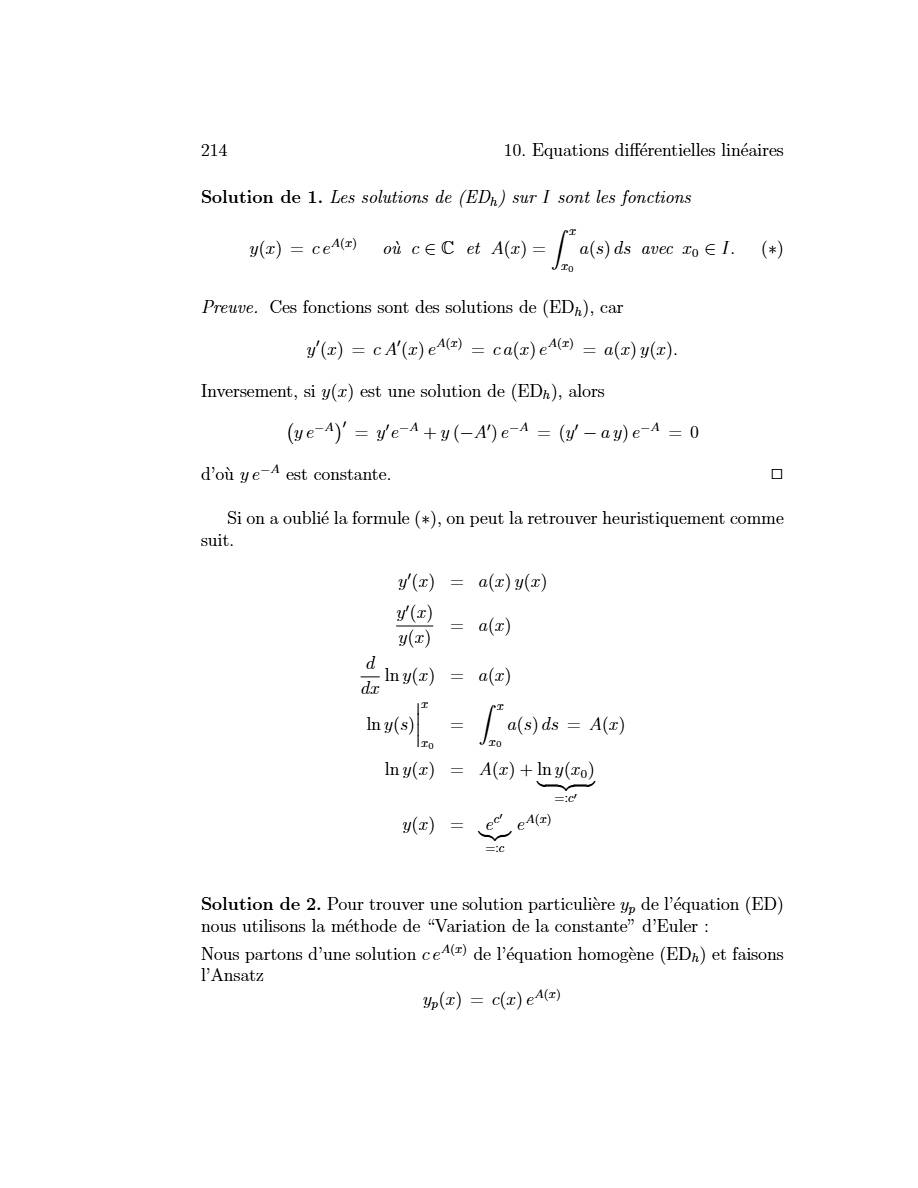 214 10. Equations différentielles linéaires
Solution de 1. Les solutions de (ED_h) sur I sont les fonctions
y(x) = c e^{A(x)} où c ∈ ℂ et A(x) = ∫_{x_0}^{x} a(s) ds avec x_0 ∈ I. (∗)
Preuve. Ces fonctions sont des solutions de (ED_h), car
y′(x) = c A′(x) e^{A(x)} = c a(x) e^{A(x)} = a(x) y(x).
Inversement, si y(x) est une solution de (ED_h), alors
(y e^{−A})′ = y′e^{−A} + y (−A′) e^{−A} = (y′ − a y) e^{−A} = 0
d’où y e^{−A} est constante. □
Si on a oublié la formule (∗), on peut la retrouver heuristiquement comme
suit.
y′(x) = a(x) y(x)
\frac{y′(x)}{y(x)} = a(x)
\frac{d}{dx} ln y(x) = a(x)
ln y(s)|_{x_0}^{x} = ∫_{x_0}^{x} a(s) ds = A(x)
ln y(x) = A(x) + \underbrace{ln y(x_0)}_{=:c′}
y(x) = \underbrace{e^{c′}}_{=:c} e^{A(x)}
Solution de 2. Pour trouver une solution particulière y_p de l’équation (ED)
nous utilisons la méthode de “Variation de la constante” d’Euler :
Nous partons d’une solution c e^{A(x)} de l’équation homogène (ED_h) et faisons
l’Ansatz
y_p(x) = c(x) e^{A(x)}